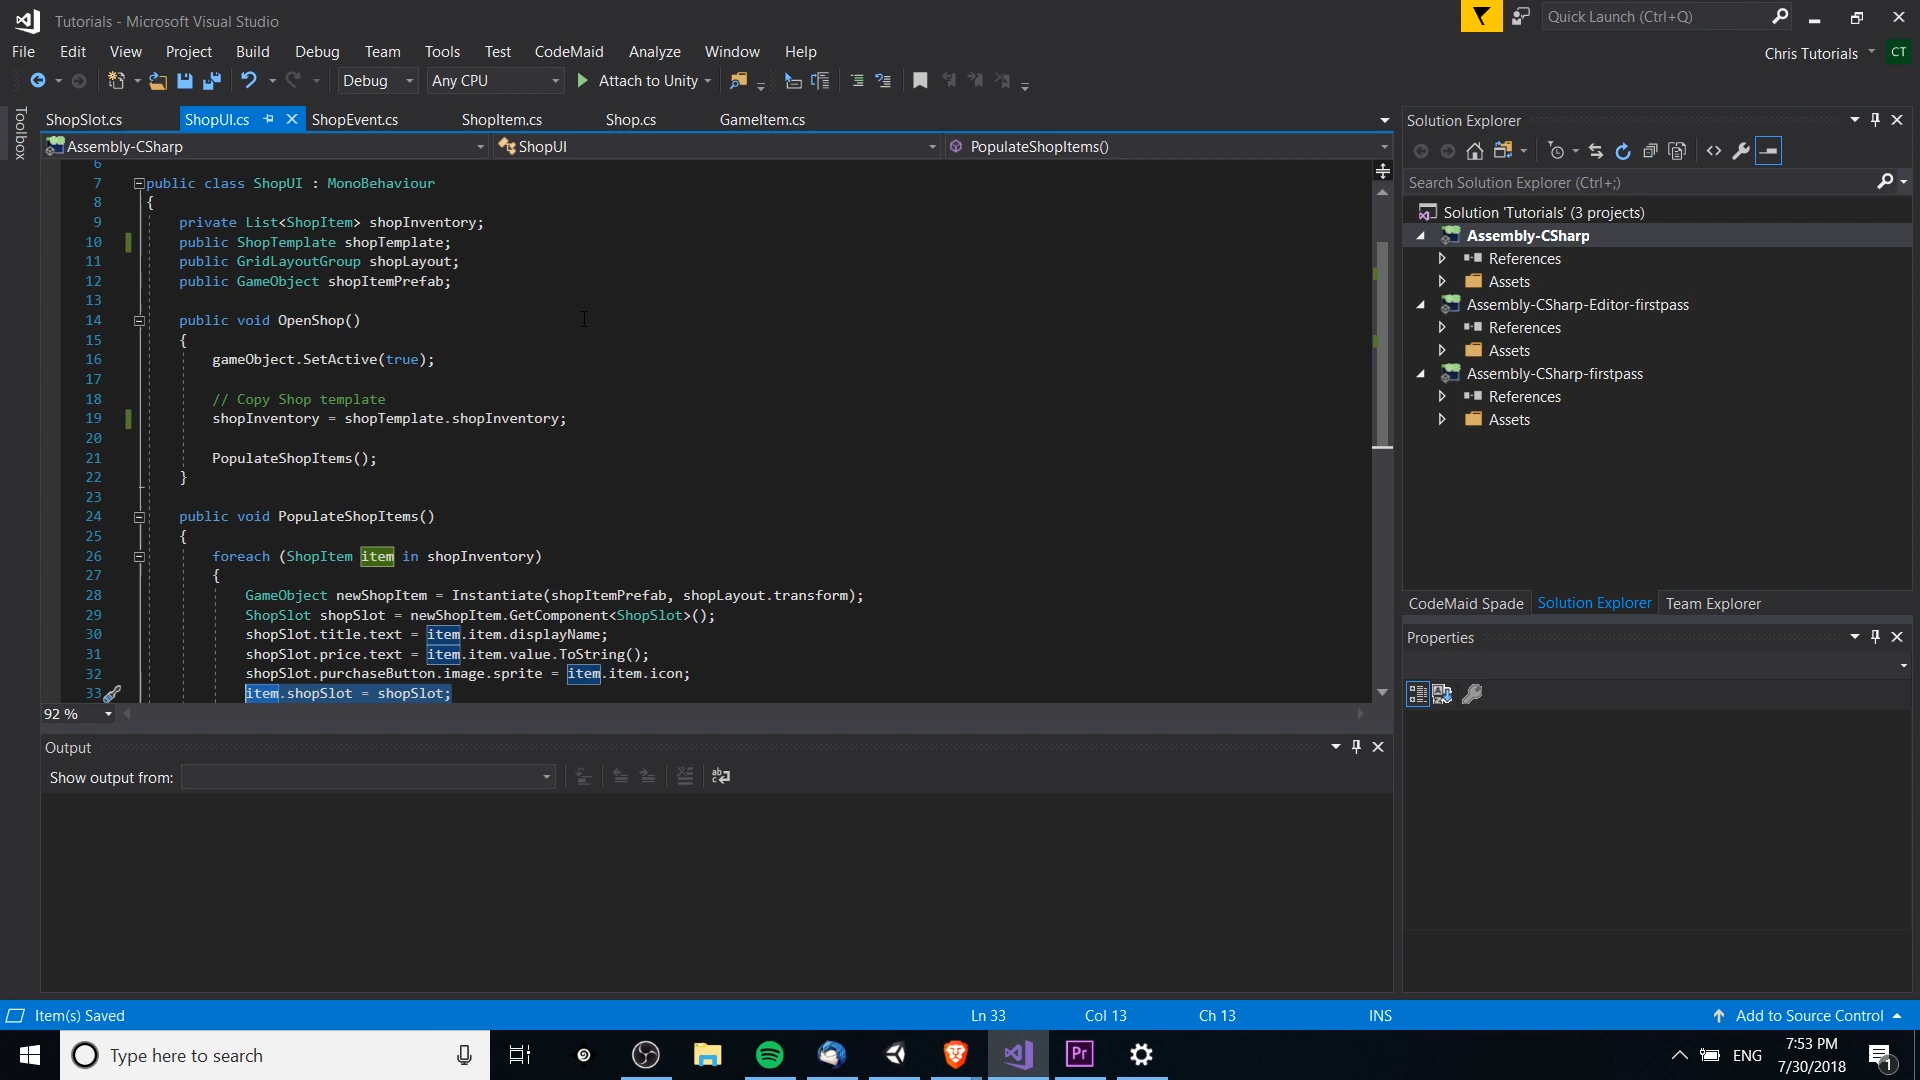 Tutorials - Microsoft Visual Studio
Quick Launch (Ctrl+Q)
File Edit View Project Build Debug Team Tools Test CodeMaid Analyze Window Help
Chris Tutorials CT
Debug Any CPU Attach to Unity
Toolbox
ShopSlot.cs ShopUI.cs ShopEvent.cs ShopItem.cs Shop.cs GameItem.cs
Assembly-CSharp ShopUI PopulateShopItems()
6
7 public class ShopUI : MonoBehaviour
8 {
9 private List<ShopItem> shopInventory;
10 public ShopTemplate shopTemplate;
11 public GridLayoutGroup shopLayout;
12 public GameObject shopItemPrefab;
13
14 public void OpenShop()
15 {
16 gameObject.SetActive(true);
17
18 // Copy Shop template
19 shopInventory = shopTemplate.shopInventory;
20
21 PopulateShopItems();
22 }
23
24 public void PopulateShopItems()
25 {
26 foreach (ShopItem item in shopInventory)
27 {
28 GameObject newShopItem = Instantiate(shopItemPrefab, shopLayout.transform);
29 ShopSlot shopSlot = newShopItem.GetComponent<ShopSlot>();
30 shopSlot.title.text = item.item.displayName;
31 shopSlot.price.text = item.item.value.ToString();
32 shopSlot.purchaseButton.image.sprite = item.item.icon;
33 item.shopSlot = shopSlot;
92 %
Output
Show output from:
Solution Explorer
Search Solution Explorer (Ctrl+;)
Solution 'Tutorials' (3 projects)
Assembly-CSharp
References
Assets
Assembly-CSharp-Editor-firstpass
References
Assets
Assembly-CSharp-firstpass
References
Assets
CodeMaid Spade Solution Explorer Team Explorer
Properties
Item(s) Saved Ln 33 Col 13 Ch 13 INS Add to Source Control
Type here to search
Pr
ENG
7:53 PM
7/30/2018
1